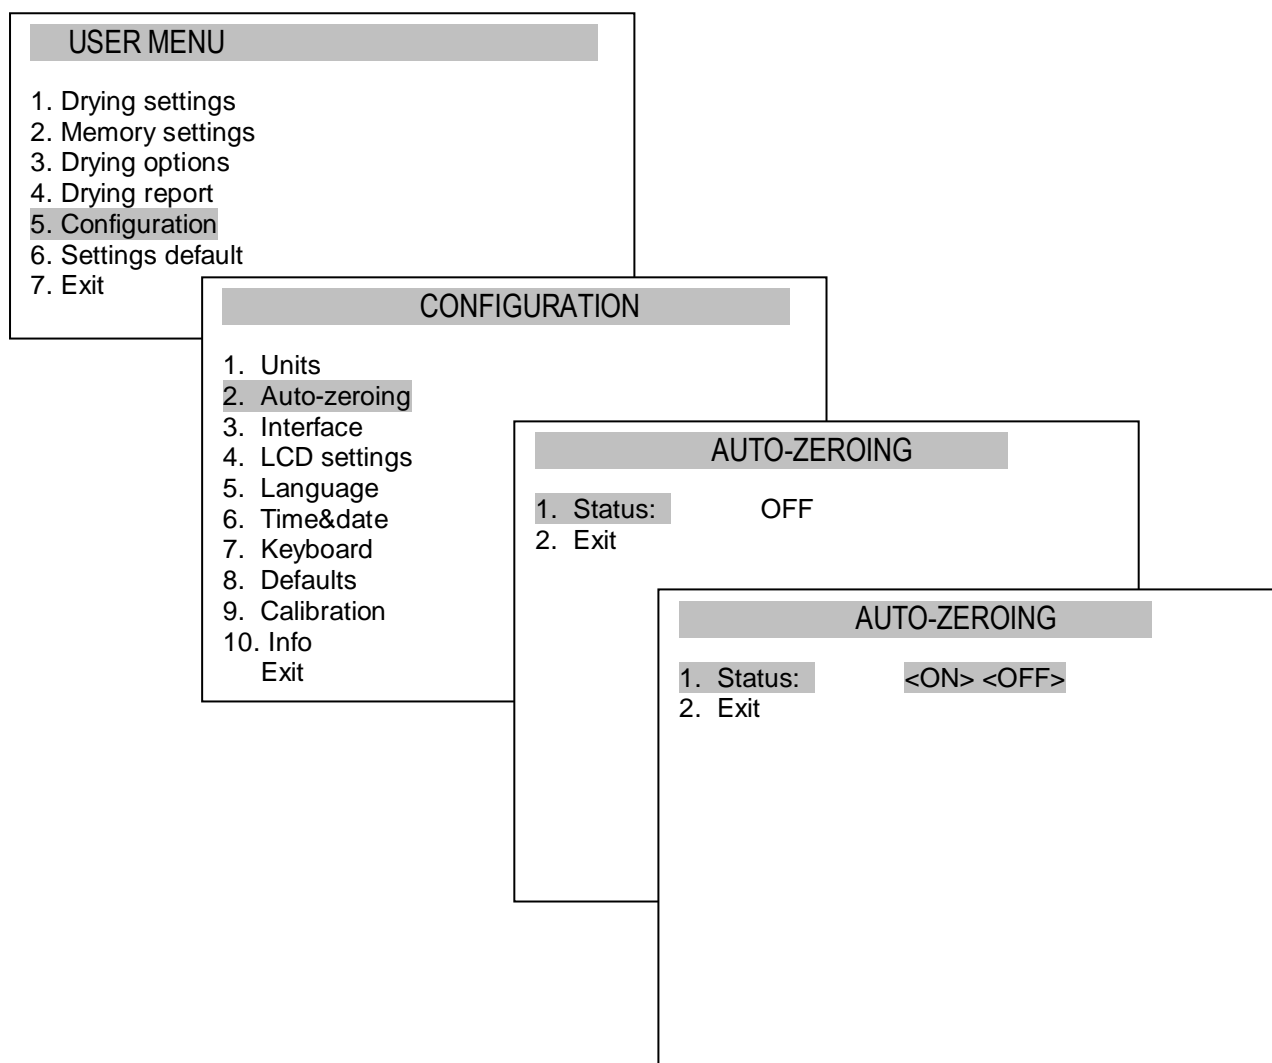 USER MENU
1. Drying settings
2. Memory settings
3. Drying options
4. Drying report
5. Configuration
6. Settings default
7. Exit
CONFIGURATION
1. Units
2. Auto-zeroing
3. Interface
4. LCD settings
5. Language
6. Time&date
7. Keyboard
8. Defaults
9. Calibration
10. Info
Exit
AUTO-ZEROING
1. Status: OFF
2. Exit
AUTO-ZEROING
1. Status: <ON> <OFF>
2. Exit